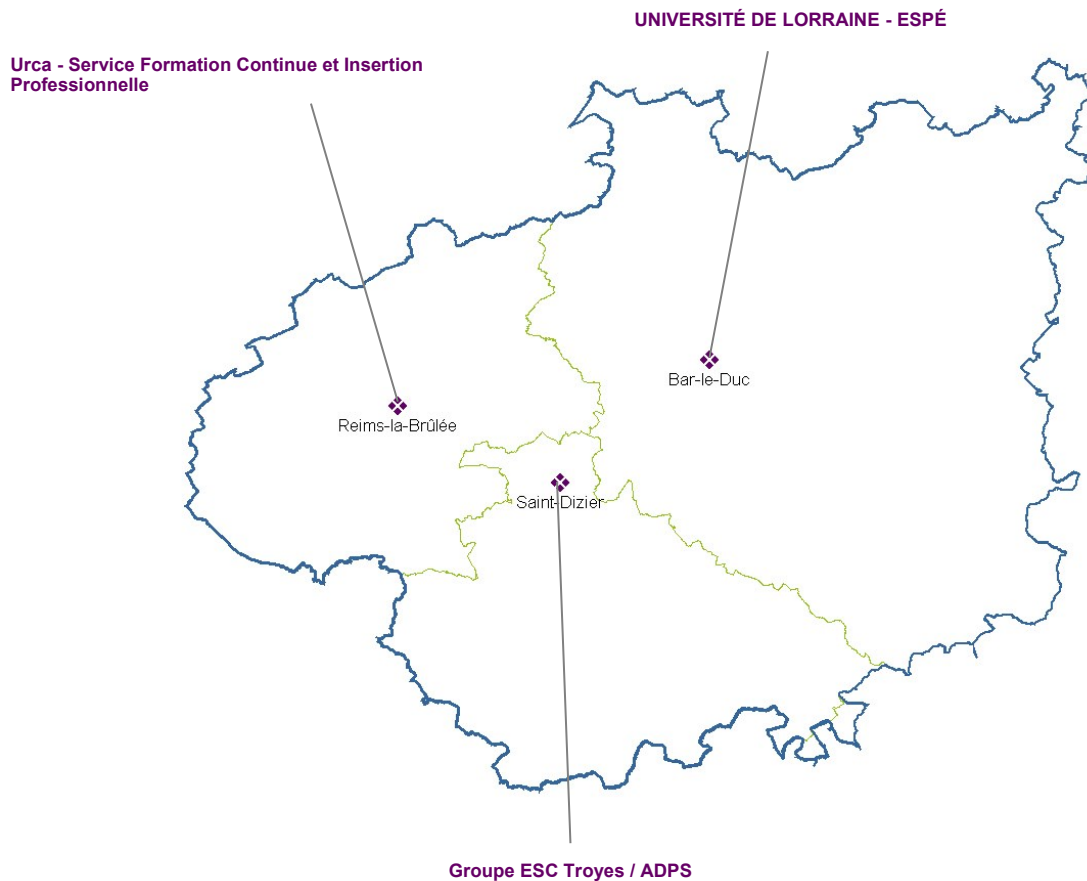 UNIVERSITÉ DE LORRAINE - ESPÉ
Urca - Service Formation Continue et Insertion
Professionnelle
Bar-le-Duc
Reims-la-Brûlée
Saint-Dizier
Groupe ESC Troyes / ADPS